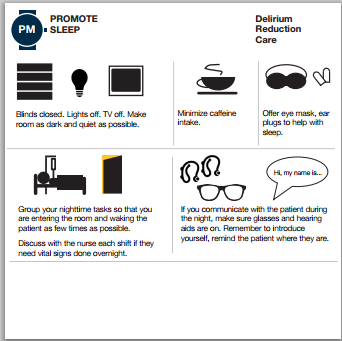 PM
PROMOTE
SLEEP
Delirium
Reduction
Care
Blinds closed. Lights off. TV off. Make
room as dark and quiet as possible.
Minimize caffeine
intake.
Offer eye mask, ear
plugs to help with
sleep.
Group your nighttime tasks so that you
are entering the room and waking the
patient as few times as possible.
Discuss with the nurse each shift if they
need vital signs done overnight.
Hi, my name is...
If you communicate with the patient during
the night, make sure glasses and hearing
aids are on. Remember to introduce
yourself, remind the patient where they are.